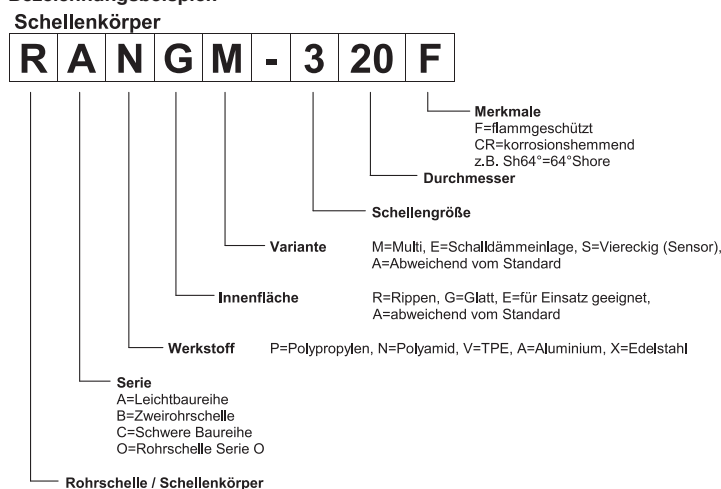 Schellenkörper
R A N G M - 3 20 F
Merkmale
F=flammgeschützt
CR=korrosionshemmend
z.B. Sh64°=64°Shore
Durchmesser
Schellengröße
Variante M=Multi, E=Schalldämmeinlage, S=Viereckig (Sensor),
A=Abweichend vom Standard
Innenfläche R=Rippen, G=Glatt, E=für Einsatz geeignet,
A=abweichend vom Standard
Werkstoff P=Polypropylen, N=Polyamid, V=TPE, A=Aluminium, X=Edelstahl
Serie
A=Leichtbaureihe
B=Zweirohrschelle
C=Schwere Baureihe
O=Rohrschelle Serie O
Rohrschelle / Schellenkörper